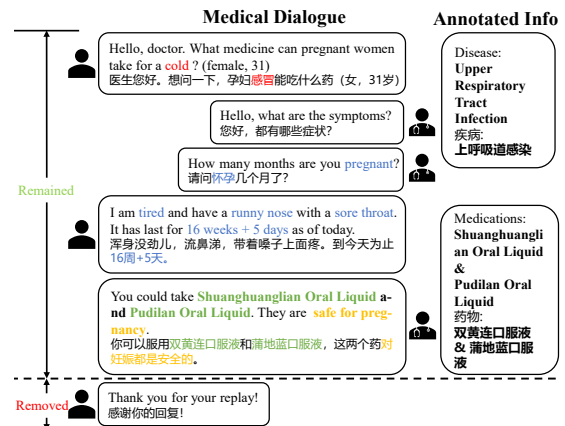 Medical Dialogue
Annotated Info
Hello, doctor. What medicine can pregnant women
take for a cold ? (female, 31)
医生您好。想问一下，孕妇感冒能吃什么药（女，31岁）
Hello, what are the symptoms?
您好，都有哪些症状？
How many months are you pregnant?
请问怀孕几个月了？
Remained
I am tired and have a runny nose with a sore throat.
It has last for 16 weeks + 5 days as of today.
浑身没劲儿，流鼻涕，带着嗓子上面疼。到今天为止
16周+5天。
You could take Shuanghuanglian Oral Liquid a-
nd Pudilan Oral Liquid. They are safe for preg-
nancy.
你可以服用双黄连口服液和蒲地蓝口服液，这两个药对
妊娠都是安全的。
Removed
Thank you for your replay!
感谢你的回复！
Disease:
Upper
Respiratory
Tract
Infection
疾病:
上呼吸道感染
Medications:
Shuanghuangli
an Oral Liquid
&
Pudilan Oral
Liquid
药物:
双黄连口服液
& 蒲地蓝口服
液